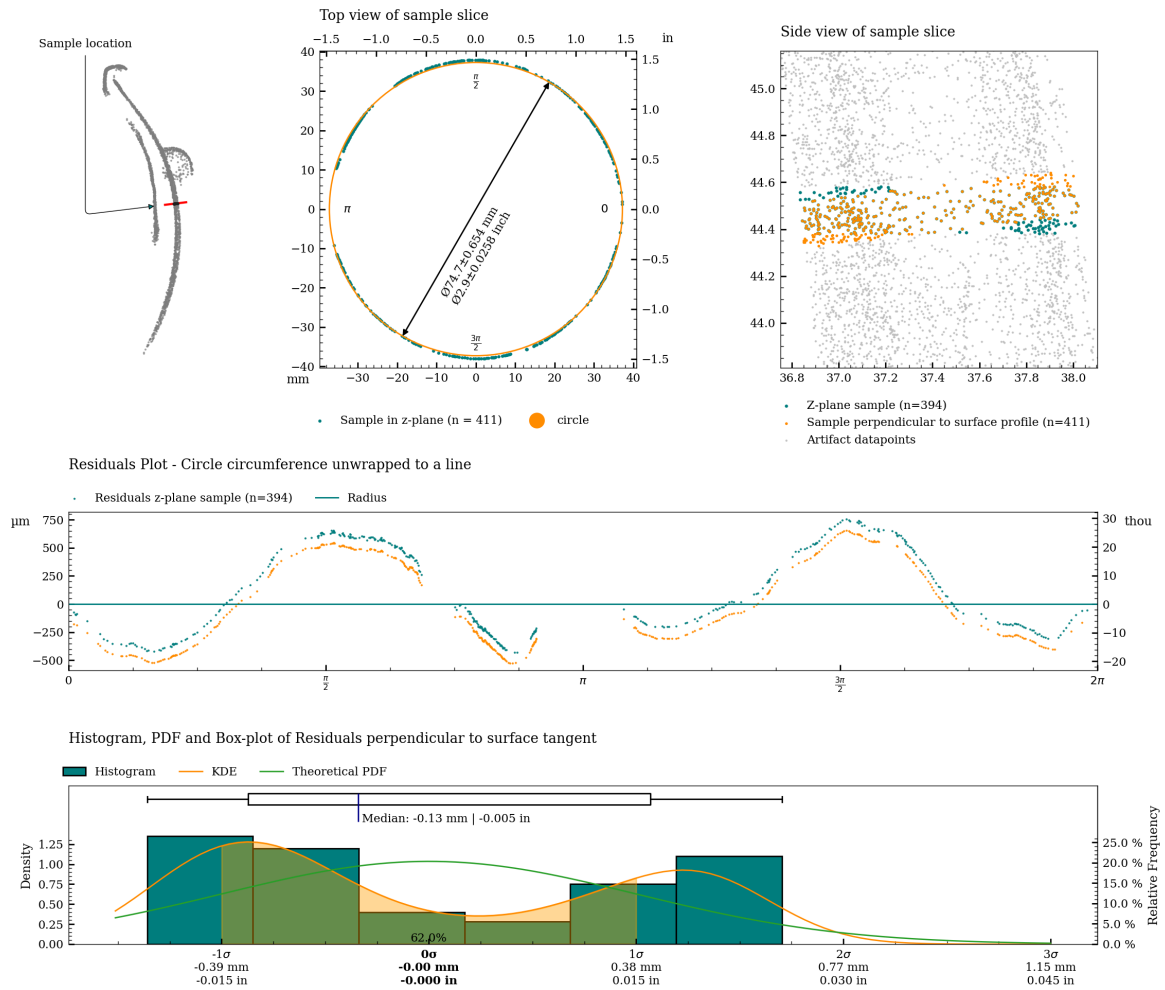 Sample location
Top view of sample slice
−1.5 −1.0 −0.5 0.0 0.5 1.0 1.5 in
40
30
20
10
0
−10
−20
−30
−40
mm
−30 −20 −10 0 10 20 30 40
1.5
1.0
0.5
0.0
−0.5
−1.0
−1.5
π/2
π
0
3π/2
Ø74.7±0.654 mm
Ø2.9±0.0258 inch
Sample in z-plane (n = 411)
circle
Side view of sample slice
45.0
44.8
44.6
44.4
44.2
44.0
36.8 37.0 37.2 37.4 37.6 37.8 38.0
Z-plane sample (n=394)
Sample perpendicular to surface profile (n=411)
Artifact datapoints
Residuals Plot - Circle circumference unwrapped to a line
Residuals z-plane sample (n=394)
Radius
µm
750
500
250
0
−250
−500
30
20
10
0
−10
−20
thou
0 π/2 π 3π/2 2π
Histogram, PDF and Box-plot of Residuals perpendicular to surface tangent
Histogram
KDE
Theoretical PDF
Median: -0.13 mm | -0.005 in
Density
1.25
1.00
0.75
0.50
0.25
0.00
25.0 %
20.0 %
15.0 %
10.0 %
5.0 %
0.0 %
Relative Frequency
62.0%
-1σ 0σ 1σ 2σ 3σ
-0.39 mm -0.00 mm 0.38 mm 0.77 mm 1.15 mm
-0.015 in -0.000 in 0.015 in 0.030 in 0.045 in